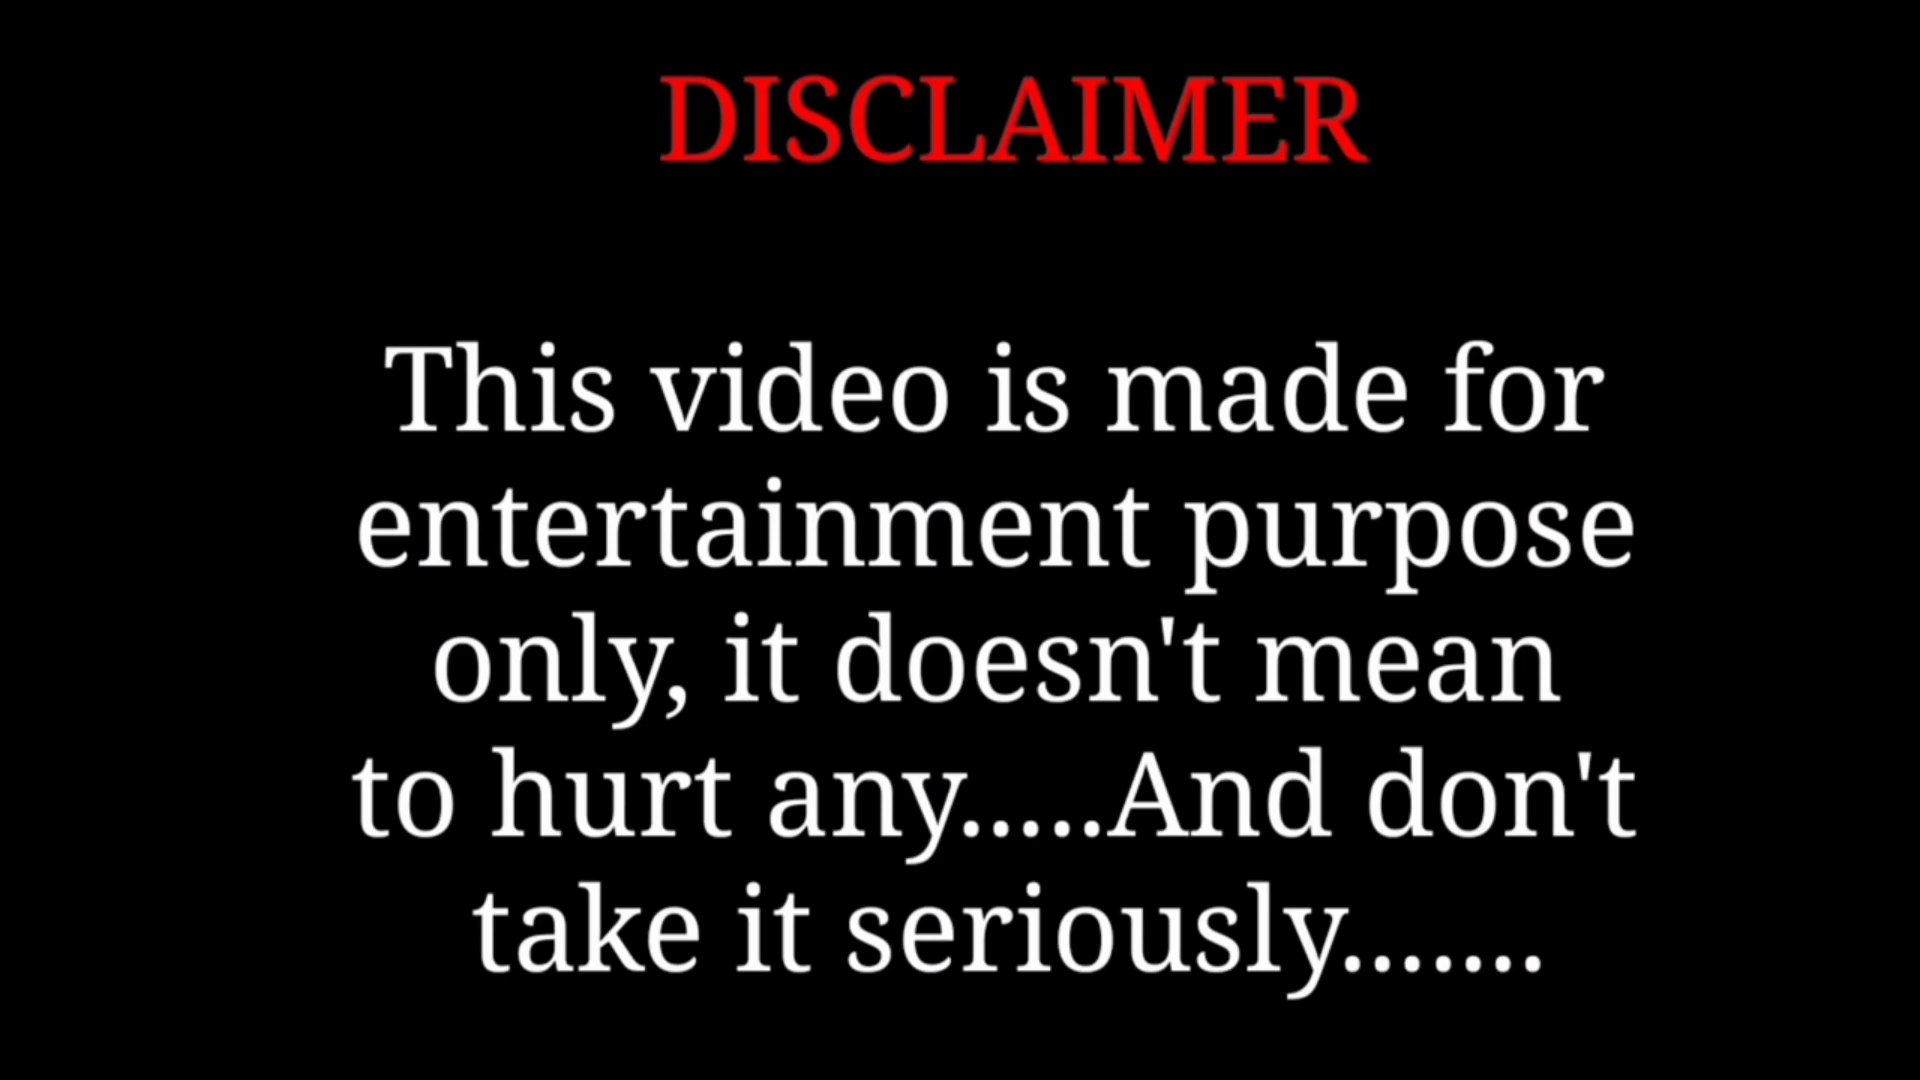 DISCLAIMER
This video is made for
entertainment purpose
only, it doesn't mean
to hurt any.....And don't
take it seriously.......